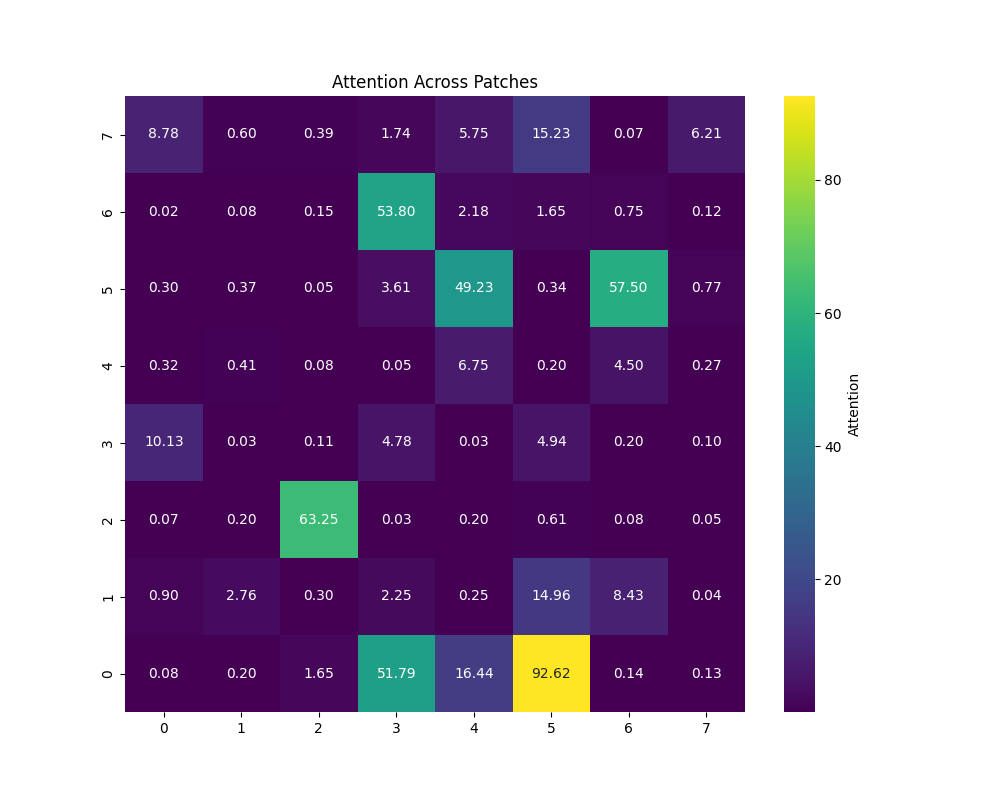 Attention Across Patches
7 8.78 0.60 0.39 1.74 5.75 15.23 0.07 6.21
80
6 0.02 0.08 0.15 53.80 2.18 1.65 0.75 0.12
5 0.30 0.37 0.05 3.61 49.23 0.34 57.50 0.77
60
4 0.32 0.41 0.08 0.05 6.75 0.20 4.50 0.27
Attention
3 10.13 0.03 0.11 4.78 0.03 4.94 0.20 0.10
40
2 0.07 0.20 63.25 0.03 0.20 0.61 0.08 0.05
20
1 0.90 2.76 0.30 2.25 0.25 14.96 8.43 0.04
0 0.08 0.20 1.65 51.79 16.44 92.62 0.14 0.13
0 1 2 3 4 5 6 7